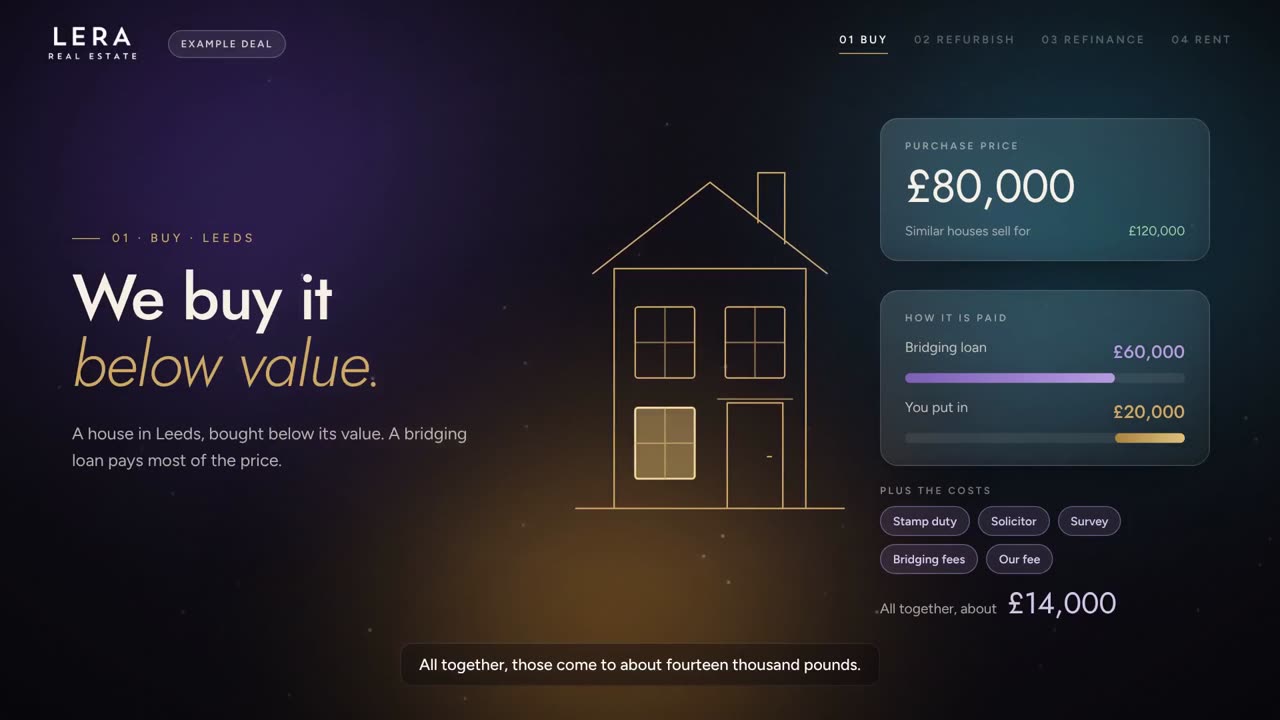 LERA
REAL ESTATE
EXAMPLE DEAL
01 BUY
02 REFURBISH
03 REFINANCE
04 RENT
01 · BUY · LEEDS
We buy it
below value.
A house in Leeds, bought below its value. A bridging
loan pays most of the price.
PURCHASE PRICE
£80,000
Similar houses sell for £120,000
HOW IT IS PAID
Bridging loan £60,000
You put in £20,000
PLUS THE COSTS
Stamp duty
Solicitor
Survey
Bridging fees
Our fee
All together, about £14,000
All together, those come to about fourteen thousand pounds.